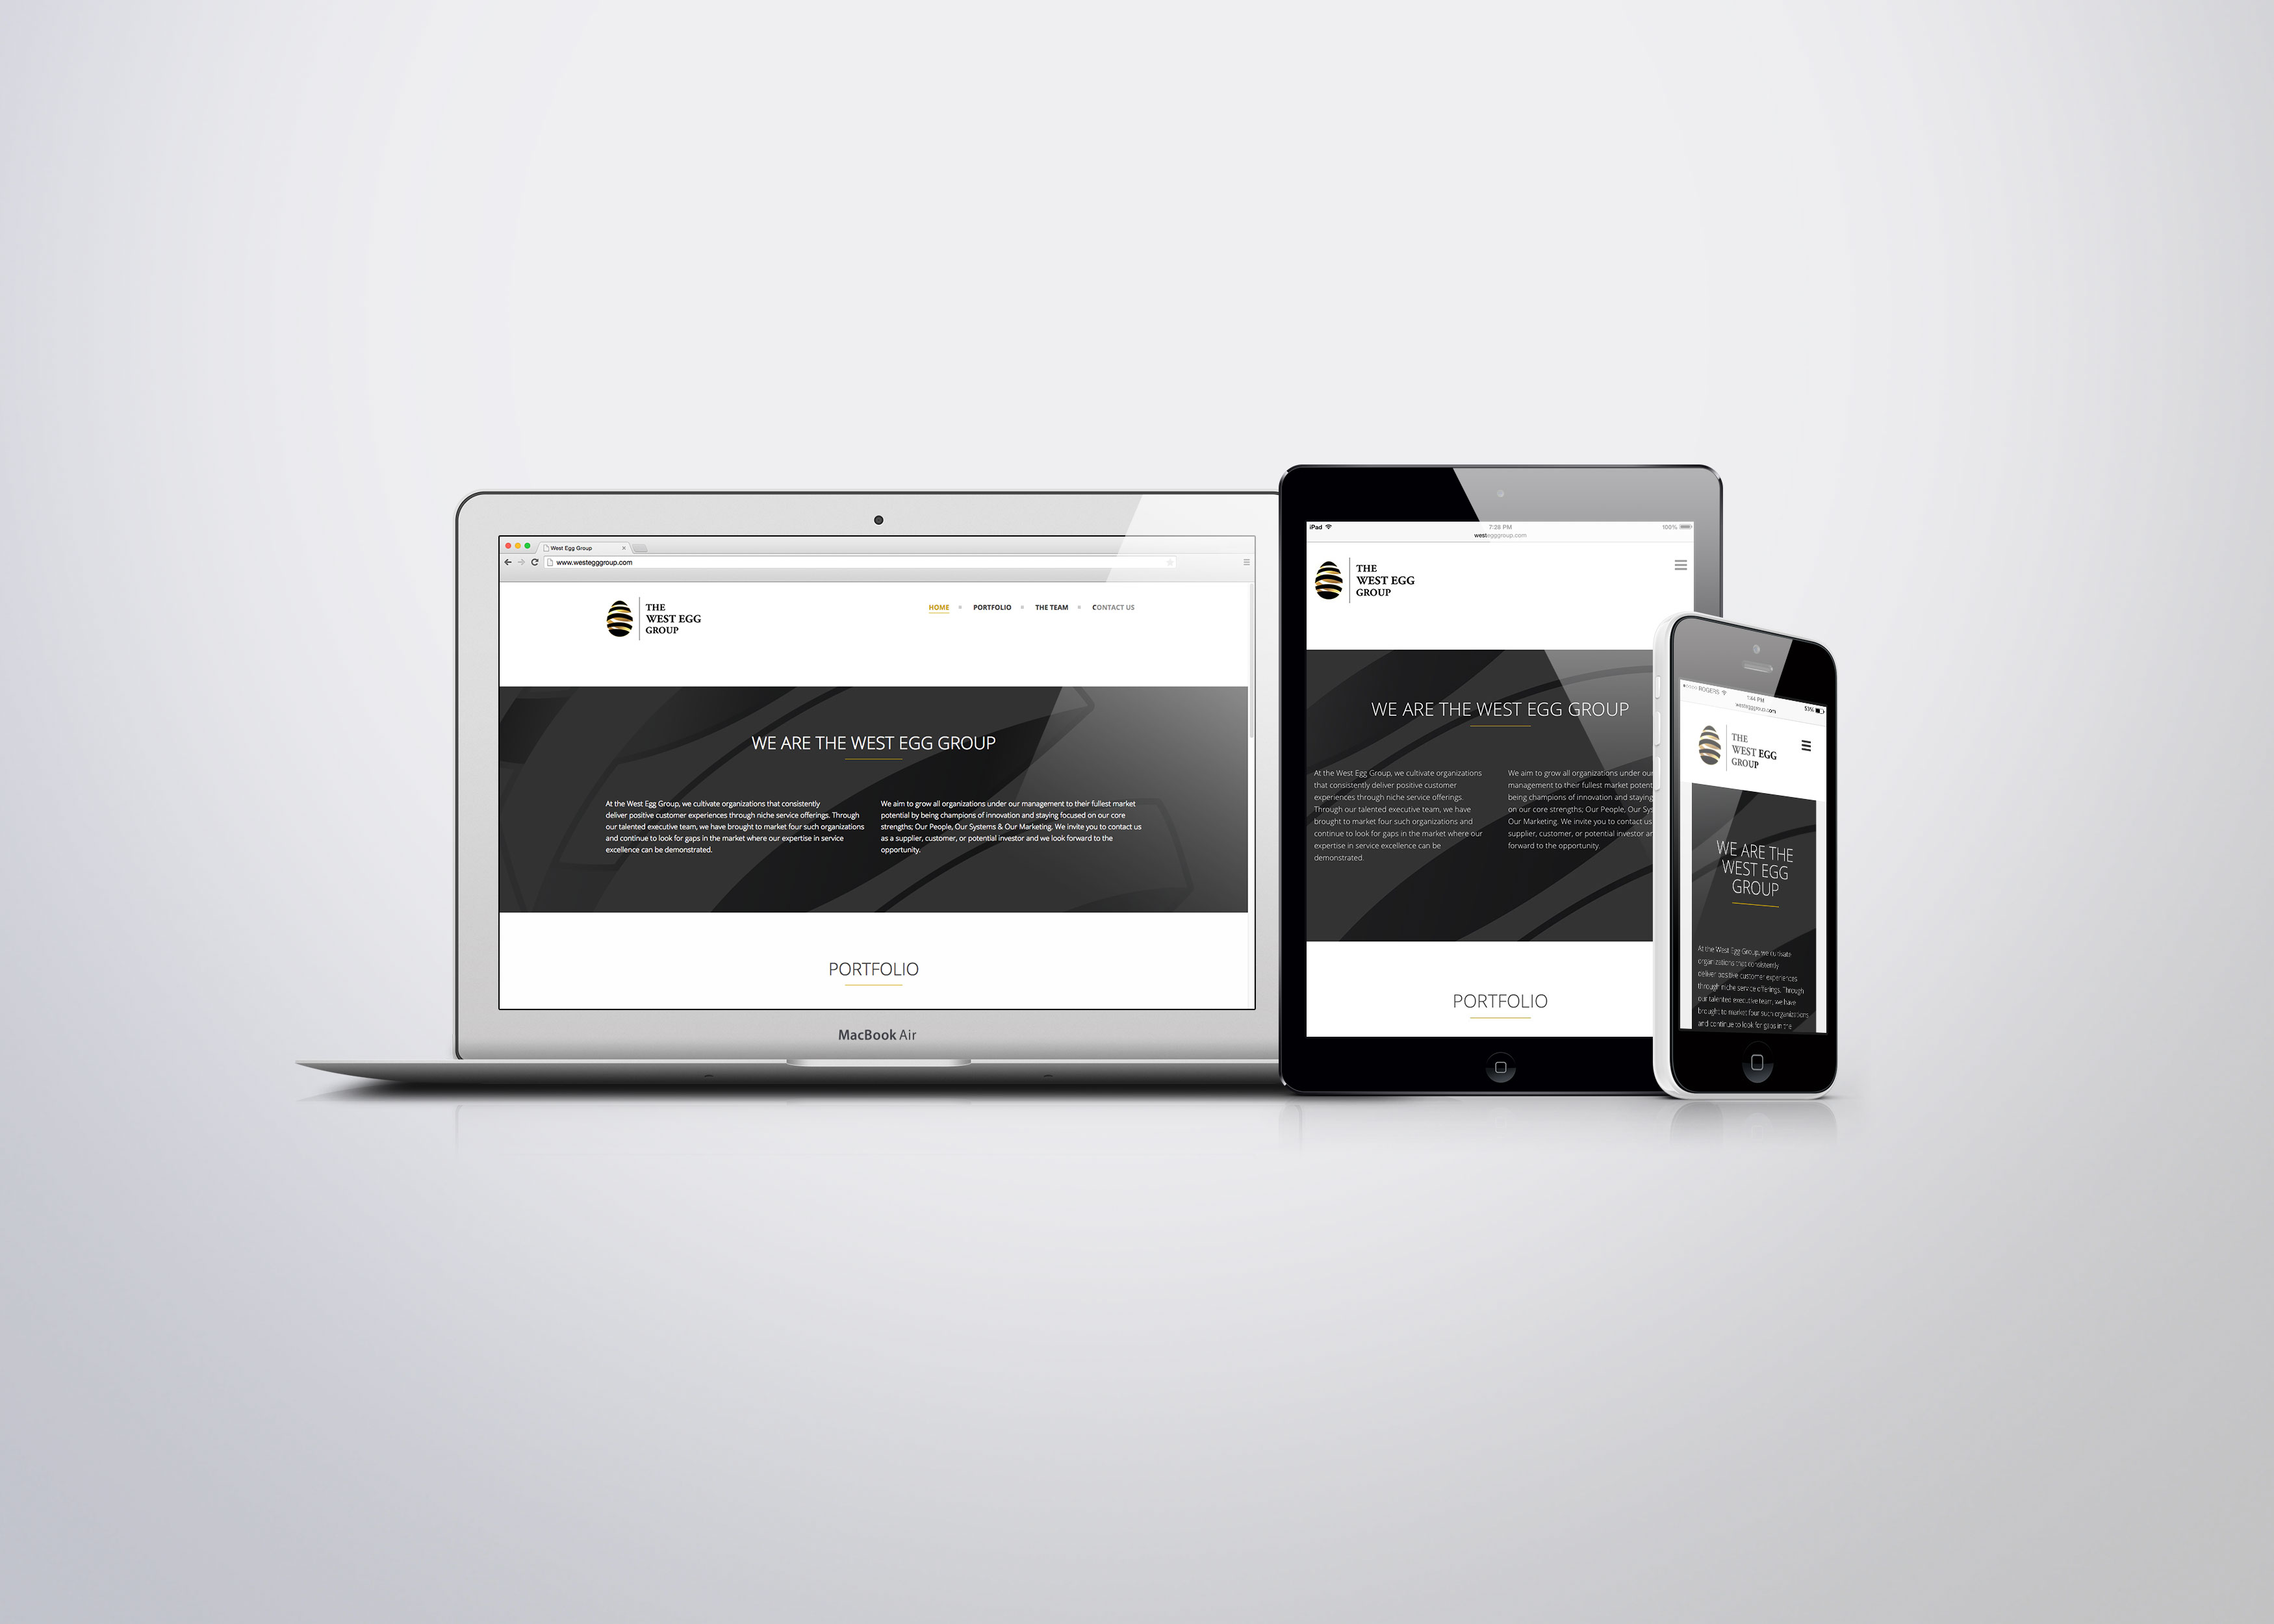 West Egg Group
www.westegggroup.com
THE
WEST EGG
GROUP
HOME
PORTFOLIO
THE TEAM
CONTACT US
WE ARE THE WEST EGG GROUP
At the West Egg Group, we cultivate organizations that consistently
deliver positive customer experiences through niche service offerings. Through
our talented executive team, we have brought to market four such organizations
and continue to look for gaps in the market where our expertise in service
excellence can be demonstrated.
We aim to grow all organizations under our management to their fullest market
potential by being champions of innovation and staying focused on our core
strengths; Our People, Our Systems & Our Marketing. We invite you to contact us
as a supplier, customer, or potential investor and we look forward to the
opportunity.
PORTFOLIO
MacBook Air
iPad
7:28 PM
100%
westegggroup.com
THE
WEST EGG
GROUP
WE ARE THE WEST EGG GROUP
At the West Egg Group, we cultivate organizations
that consistently deliver positive customer
experiences through niche service offerings.
Through our talented executive team, we have
brought to market four such organizations and
continue to look for gaps in the market where our
expertise in service excellence can be
demonstrated.
We aim to grow all organizations under our
management to their fullest market potent
being champions of innovation and staying
on our core strengths; Our People, Our Sys
Our Marketing. We invite you to contact us
supplier, customer, or potential investor an
forward to the opportunity.
PORTFOLIO
ROGERS
1:44 PM
53%
westegggroup.com
THE
WEST EGG
GROUP
WE ARE THE
WEST EGG
GROUP
At the West Egg Group, we cultivate
organizations that consistently
deliver positive customer experiences
through niche service offerings. Through
our talented executive team, we have
brought to market four such organizations
and continue to look for gaps in the